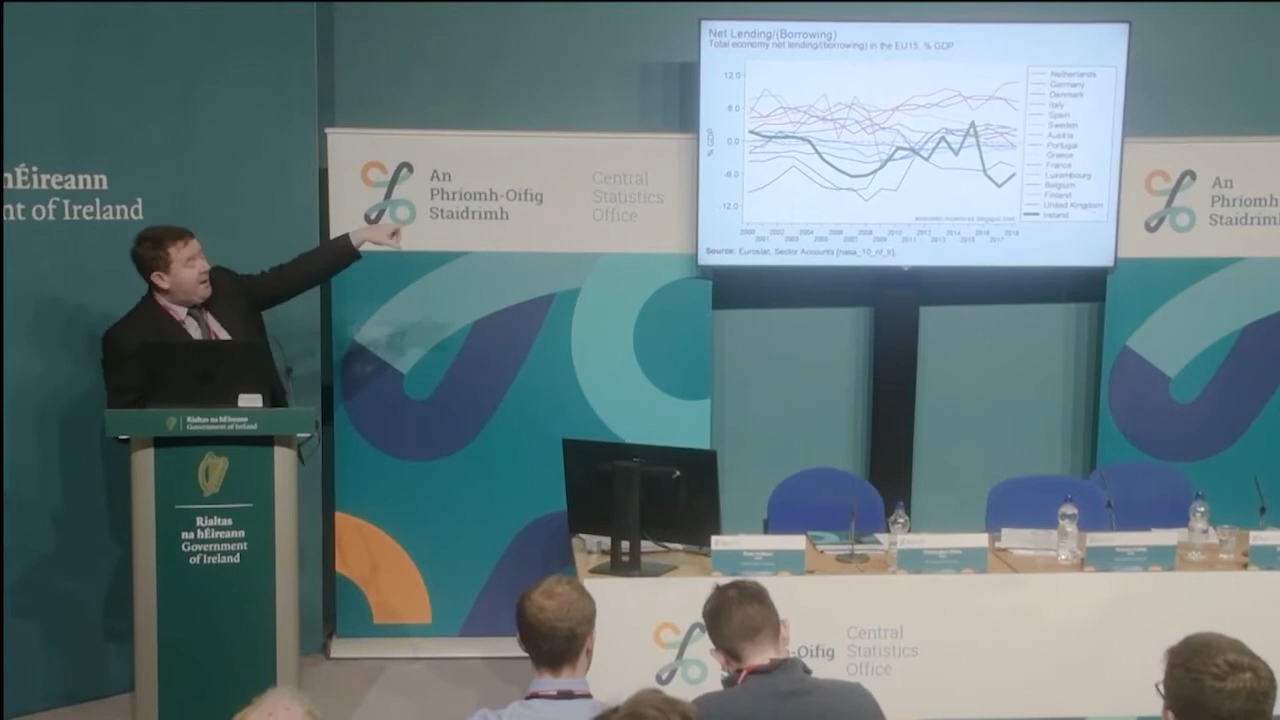 hÉireann
nt of Ireland
An
Phríomh-Oifig
Staidrimh
Central
Statistics
Office
Net Lending/(Borrowing)
Total economy net lending/(borrowing) in the EU15, % GDP
12.0
6.0
0.0
-6.0
-12.0
% GDP
Netherlands
Germany
Denmark
Italy
Spain
Sweden
Austria
Portugal
Greece
France
Luxembourg
Belgium
Finland
United Kingdom
Ireland
2000 2002 2004 2006 2008 2010 2012 2014 2016 2018
2001 2003 2005 2007 2009 2011 2013 2015 2017
Source: Eurostat, Sector Accounts [nasa_10_nf_tr].
An
Phríomh
Staidrim
Rialtas na hÉireann
Government of Ireland
Rialtas
na hÉireann
Government
of Ireland
-Oifig
Central
Statistics
Office